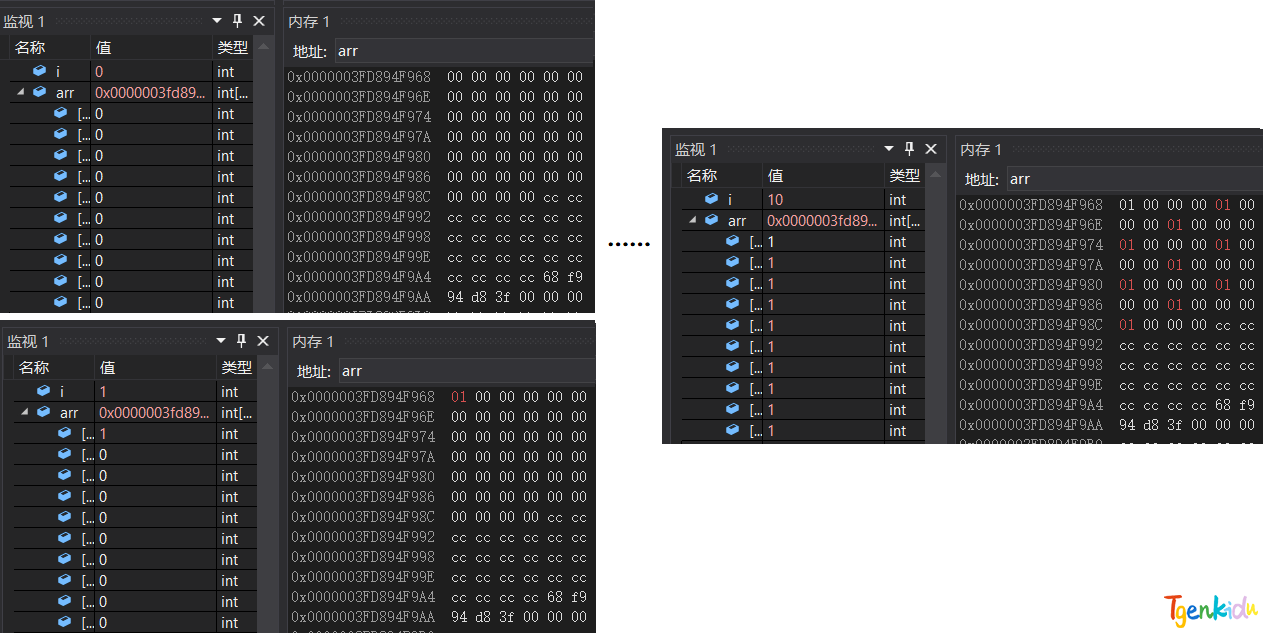 监视 1
名称 值 类型
i 0 int
arr 0x0000003fd89... int[...
[... 0 int
[... 0 int
[... 0 int
[... 0 int
[... 0 int
[... 0 int
[... 0 int
[... 0 int
[... 0 int
[... 0 int
内存 1
地址: arr
0x0000003FD894F968 00 00 00 00 00 00
0x0000003FD894F96E 00 00 00 00 00 00
0x0000003FD894F974 00 00 00 00 00 00
0x0000003FD894F97A 00 00 00 00 00 00
0x0000003FD894F980 00 00 00 00 00 00
0x0000003FD894F986 00 00 00 00 00 00
0x0000003FD894F98C 00 00 00 00 cc cc
0x0000003FD894F992 cc cc cc cc cc cc
0x0000003FD894F998 cc cc cc cc cc cc
0x0000003FD894F99E cc cc cc cc cc cc
0x0000003FD894F9A4 cc cc cc cc 68 f9
0x0000003FD894F9AA 94 d8 3f 00 00 00
监视 1
名称 值 类型
i 1 int
arr 0x0000003fd89... int[...
[... 1 int
[... 0 int
[... 0 int
[... 0 int
[... 0 int
[... 0 int
[... 0 int
[... 0 int
[... 0 int
[... 0 int
内存 1
地址: arr
0x0000003FD894F968 01 00 00 00 00 00
0x0000003FD894F96E 00 00 00 00 00 00
0x0000003FD894F974 00 00 00 00 00 00
0x0000003FD894F97A 00 00 00 00 00 00
0x0000003FD894F980 00 00 00 00 00 00
0x0000003FD894F986 00 00 00 00 00 00
0x0000003FD894F98C 00 00 00 00 cc cc
0x0000003FD894F992 cc cc cc cc cc cc
0x0000003FD894F998 cc cc cc cc cc cc
0x0000003FD894F99E cc cc cc cc cc cc
0x0000003FD894F9A4 cc cc cc cc 68 f9
0x0000003FD894F9AA 94 d8 3f 00 00 00
......
监视 1
名称 值 类型
i 10 int
arr 0x0000003fd89... int[...
[... 1 int
[... 1 int
[... 1 int
[... 1 int
[... 1 int
[... 1 int
[... 1 int
[... 1 int
[... 1 int
[... 1 int
内存 1
地址: arr
0x0000003FD894F968 01 00 00 00 01 00
0x0000003FD894F96E 00 00 01 00 00 00
0x0000003FD894F974 01 00 00 00 01 00
0x0000003FD894F97A 00 00 01 00 00 00
0x0000003FD894F980 01 00 00 00 01 00
0x0000003FD894F986 00 00 01 00 00 00
0x0000003FD894F98C 01 00 00 00 cc cc
0x0000003FD894F992 cc cc cc cc cc cc
0x0000003FD894F998 cc cc cc cc cc cc
0x0000003FD894F99E cc cc cc cc cc cc
0x0000003FD894F9A4 cc cc cc cc 68 f9
0x0000003FD894F9AA 94 d8 3f 00 00 00
Tgenkidu